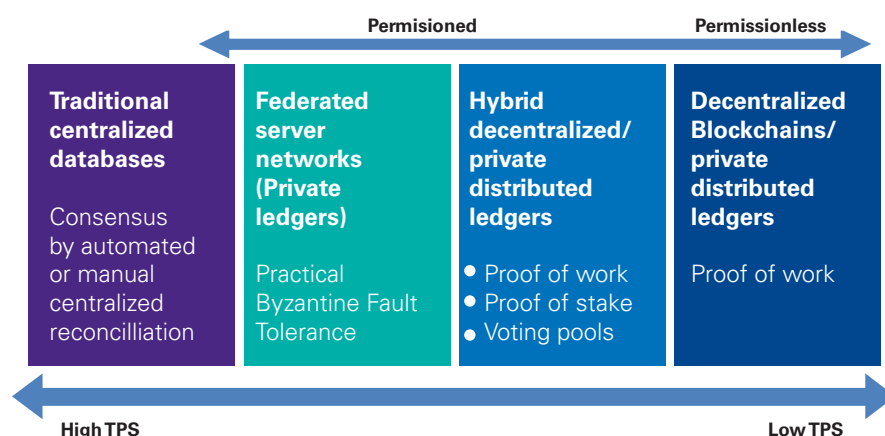 Permisioned Permissionless
Traditional
centralized
databases
Consensus
by automated
or manual
centralized
reconcilliation
Federated
server
networks
(Private
ledgers)
Practical
Byzantine Fault
Tolerance
Hybrid
decentralized/
private
distributed
ledgers
• Proof of work
• Proof of stake
• Voting pools
Decentralized
Blockchains/
private
distributed
ledgers
Proof of work
High TPS Low TPS